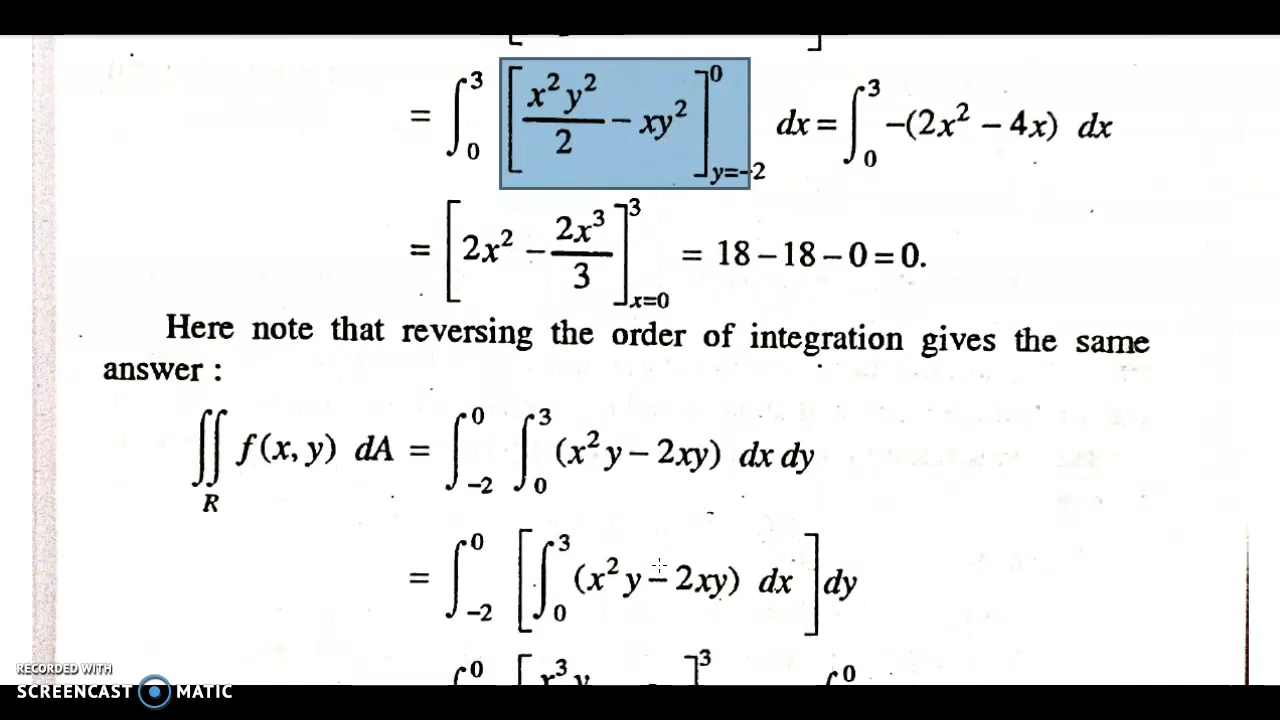 = ∫₀³ [x²y²/2 − xy²]⁰_{y=−2} dx = ∫₀³ −(2x² − 4x) dx
= [2x² − 2x³/3]³_{x=0} = 18 − 18 − 0 = 0.
Here note that reversing the order of integration gives the same
answer :
∬_R f(x, y) dA = ∫₋₂⁰ ∫₀³ (x²y − 2xy) dx dy
= ∫₋₂⁰ [∫₀³ (x²y − 2xy) dx] dy
RECORDED WITH
SCREENCAST MATIC